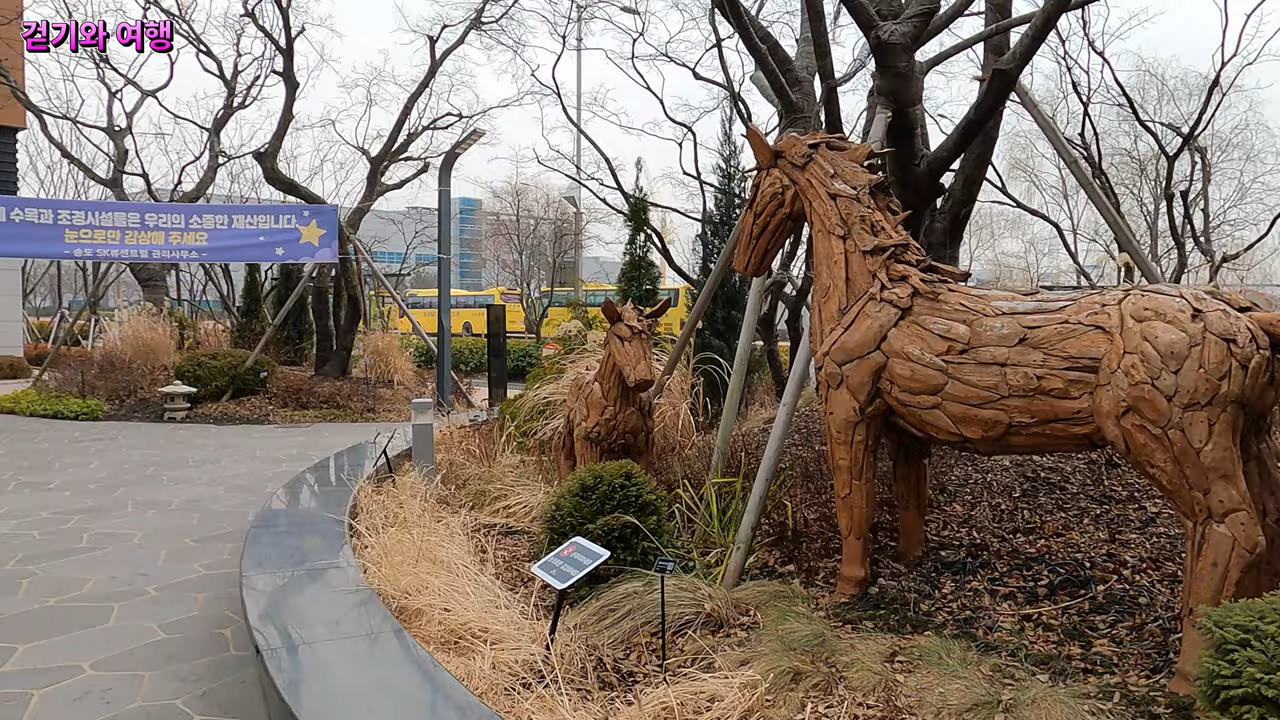 걷기와 여행
수목과 조경시설물은 우리의 소중한 재산입니다.
눈으로만 감상해 주세요
- 송도 SK뷰센트럴 관리사무소 -